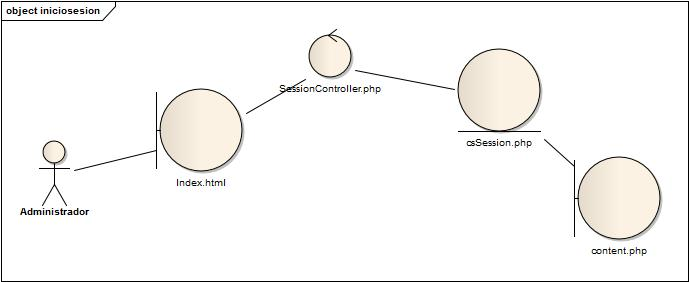 object iniciosesion
SessionController.php
csSession.php
Index.html
Administrador
content.php